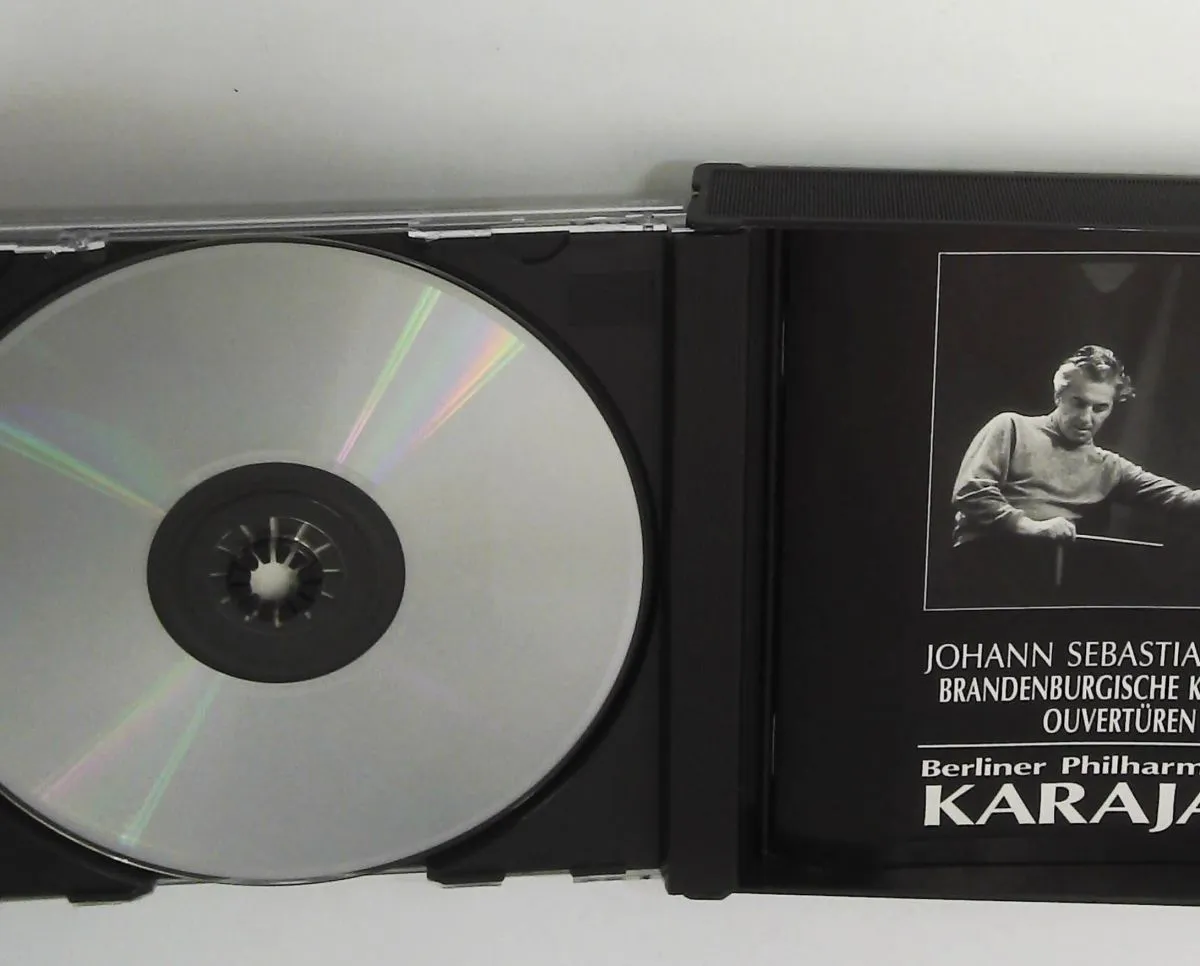 JOHANN SEBASTIA
BRANDENBURGISCHE K
OUVERTÜREN
Berliner Philharm
KARAJA